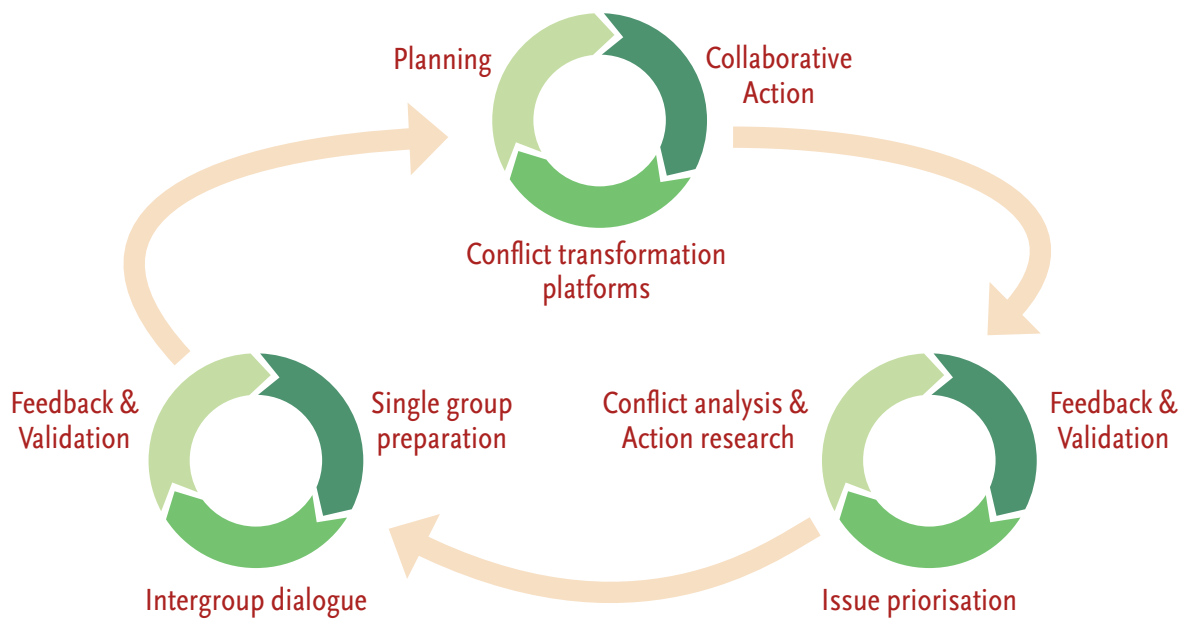 Planning
Collaborative
Action
Conflict transformation
platforms
Feedback &
Validation
Single group
preparation
Intergroup dialogue
Conflict analysis &
Action research
Feedback &
Validation
Issue priorisation